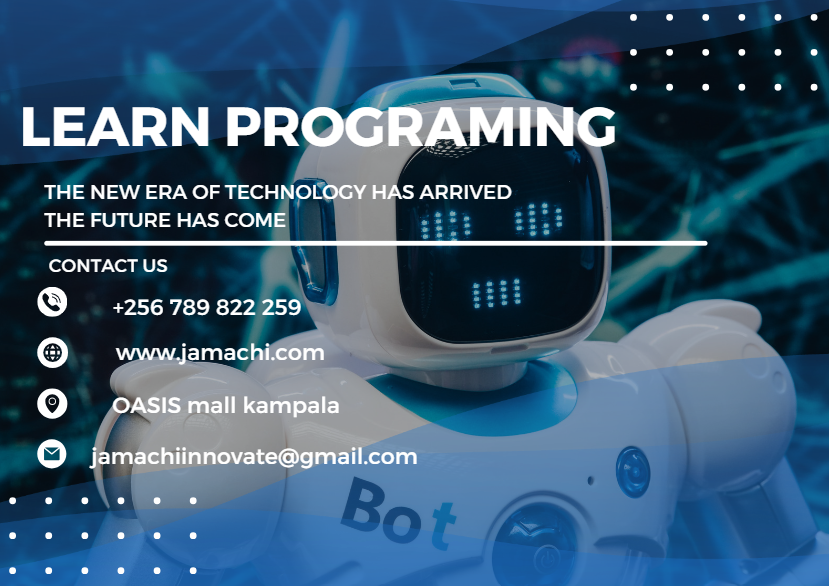 LEARN PROGRAMING
THE NEW ERA OF TECHNOLOGY HAS ARRIVED
THE FUTURE HAS COME
CONTACT US
+256 789 822 259
www.jamachi.com
OASIS mall kampala
jamachiinnovate@gmail.com
Bot